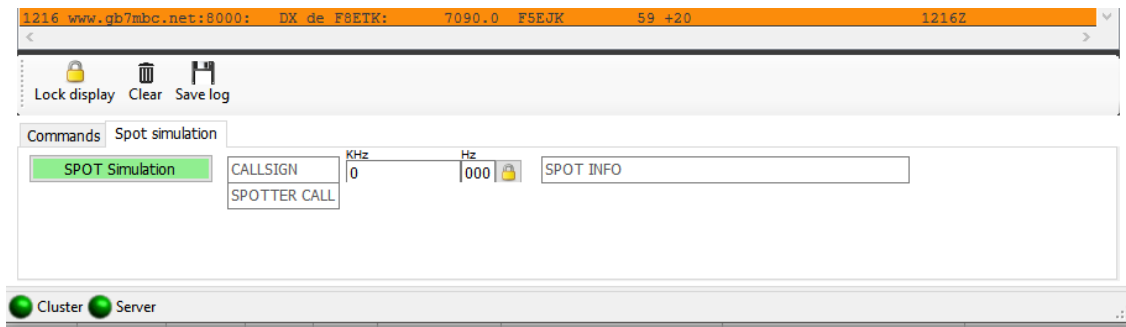 1216 www.gb7mbc.net:8000: DX de F8ETK: 7090.0 F5EJK 59 +20 1216Z
Lock display Clear Save log
Commands Spot simulation
KHz Hz
SPOT Simulation CALLSIGN 0 000 SPOT INFO
SPOTTER CALL
Cluster Server